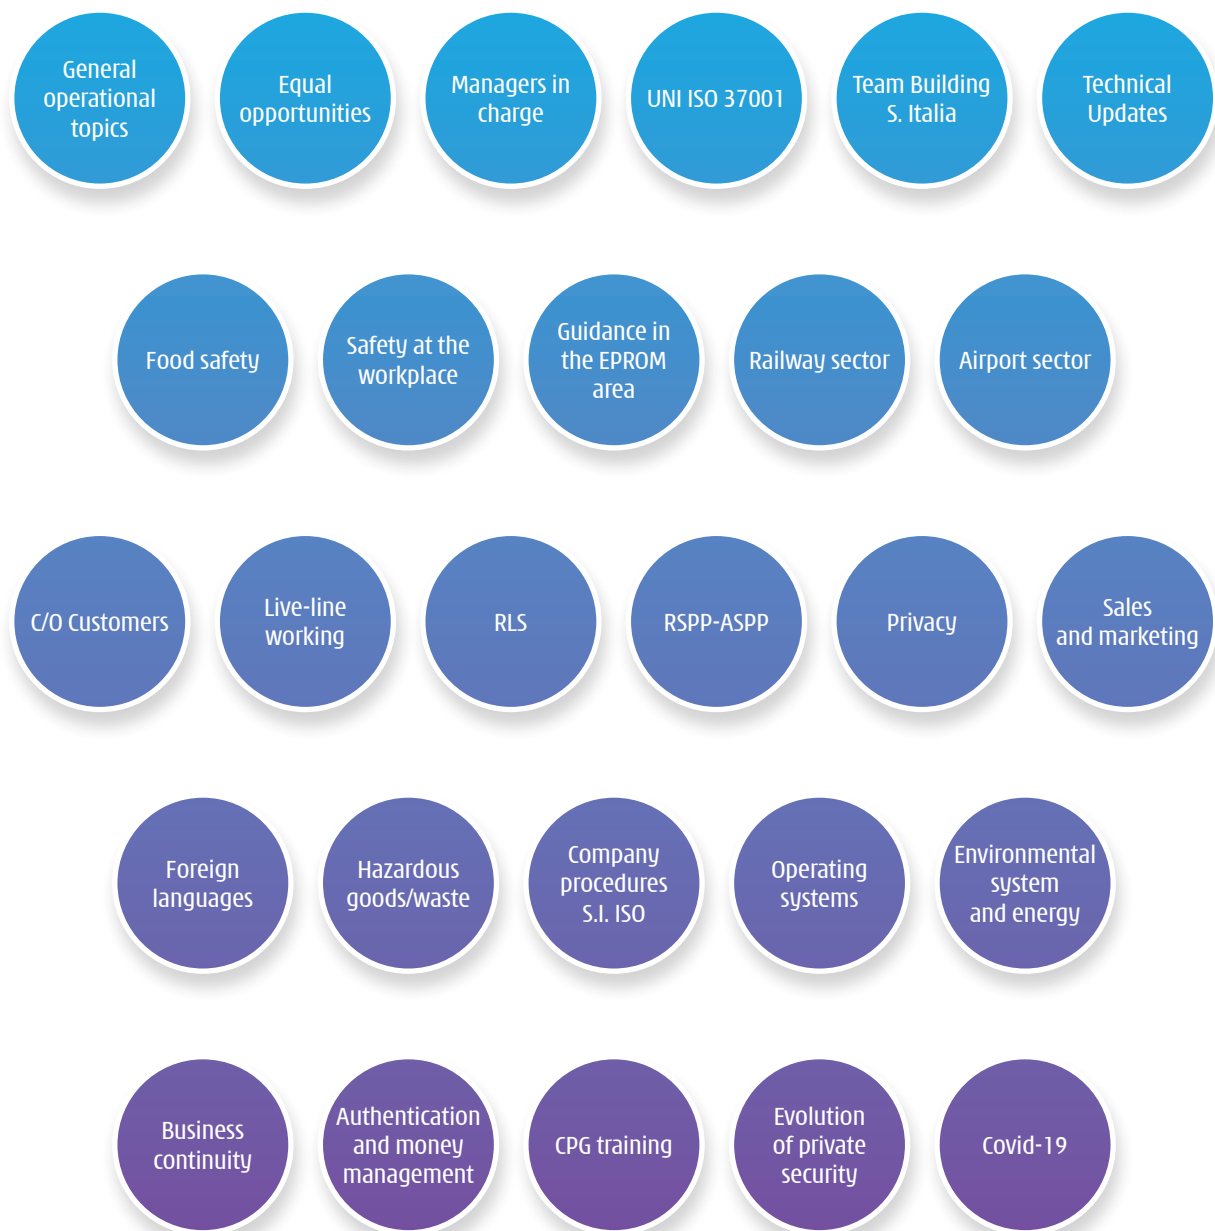 General
operational
topics
Equal
opportunities
Managers in
charge
UNI ISO 37001
Team Building
S. Italia
Technical
Updates
Food safety
Safety at the
workplace
Guidance in
the EPROM
area
Railway sector
Airport sector
C/O Customers
Live-line
working
RLS
RSPP-ASPP
Privacy
Sales
and marketing
Foreign
languages
Hazardous
goods/waste
Company
procedures
S.I. ISO
Operating
systems
Environmental
system
and energy
Business
continuity
Authentication
and money
management
CPG training
Evolution
of private
security
Covid-19